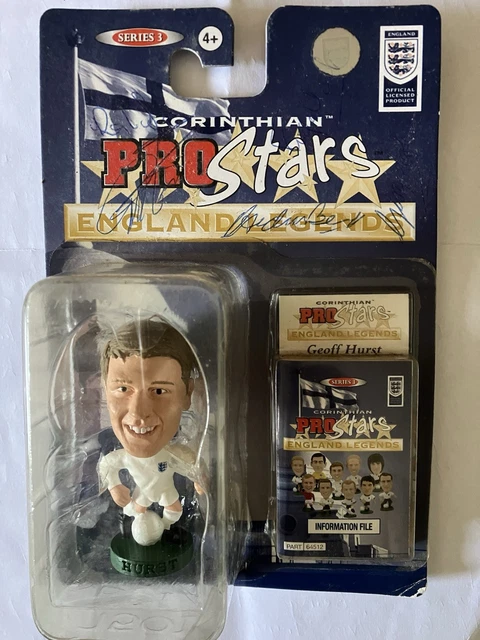 SERIES 3
4+
ENGLAND
OFFICIAL
LICENSED
PRODUCT
CORINTHIAN™
PROStars
ENGLAND LEGENDS
CORINTHIAN™
PROStars
ENGLAND LEGENDS
Geoff Hurst
SERIES 3
CORINTHIAN
PROStars
ENGLAND LEGENDS
INFORMATION FILE
PART 64512
HURST